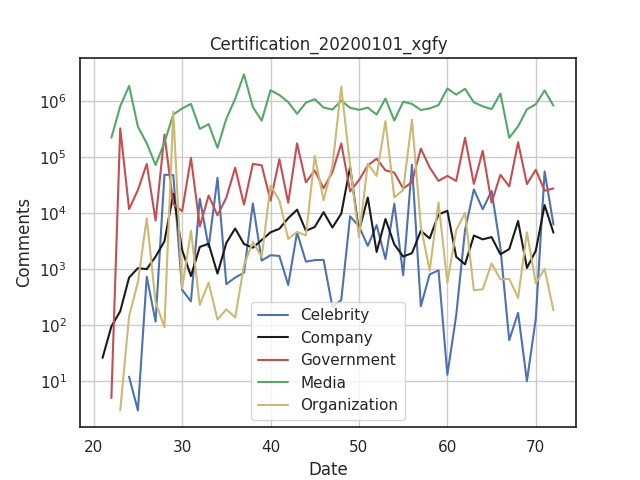 Certification_20200101_xgfy
Comments
10^6
10^5
10^4
10^3
10^2
10^1
Celebrity
Company
Government
Media
Organization
20 30 40 50 60 70
Date